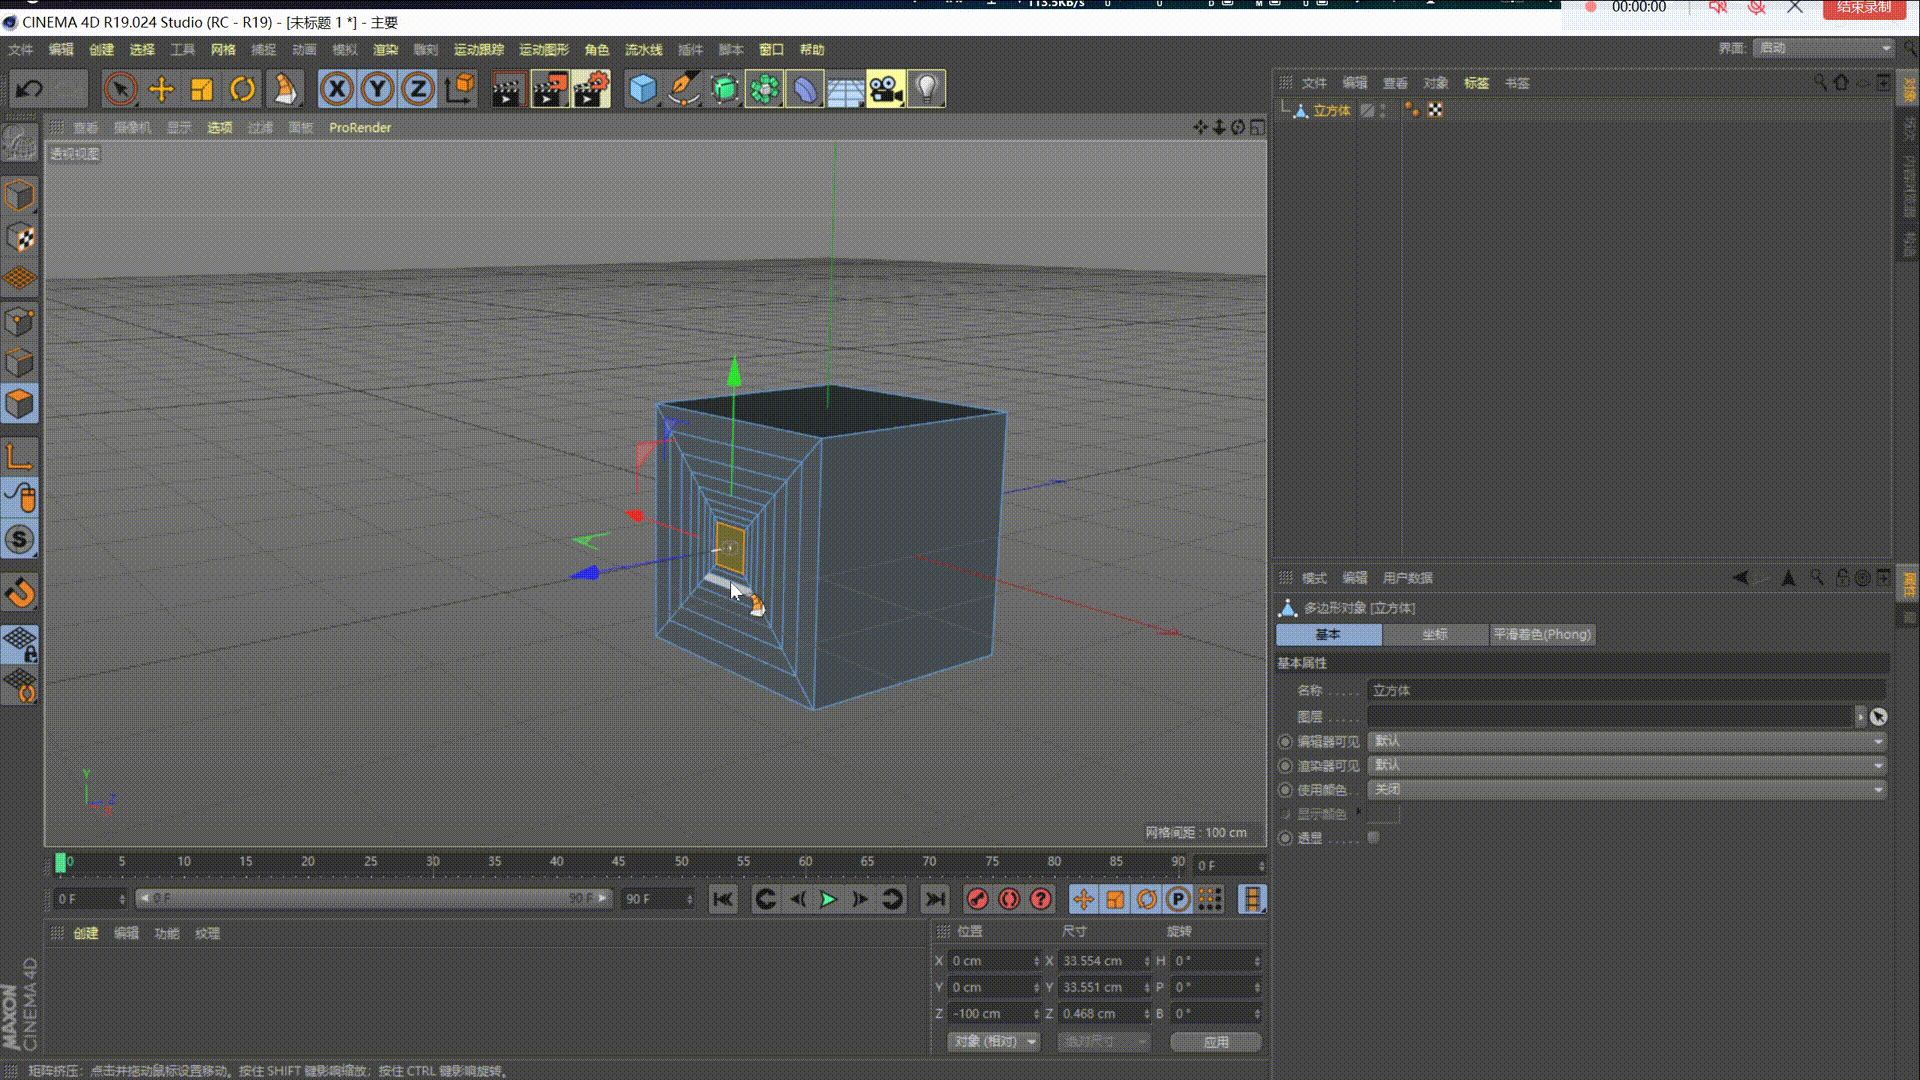 113.5KB/s
00:00:00
结束录制
CINEMA 4D R19.024 Studio (RC - R19) - [未标题 1 *] - 主要
文件 编辑 创建 选择 工具 网格 捕捉 动画 模拟 渲染 雕刻 运动跟踪 运动图形 角色 流水线 插件 脚本 窗口 帮助
界面: 启动
X Y Z
文件 编辑 查看 对象 标签 书签
查看 摄像机 显示 选项 过滤 面板 ProRender
透视视图
立方体
对象
内容浏览器
构造
S
Y
Z
X
网格间距 : 100 cm
模式 编辑 用户数据
属性
多边形对象 [立方体]
基本 坐标 平滑着色(Phong)
基本属性
名称 . . . . . 立方体
图层 . . . . .
编辑器可见 默认
渲染器可见 默认
使用颜色 . . 关闭
显示颜色
透显 . . . . .
0 5 10 15 20 25 30 35 40 45 50 55 60 65 70 75 80 85 90 0 F
0 F 0 F 90 F 90 F
P
创建 编辑 功能 纹理
位置 尺寸 旋转
X 0 cm X 33.554 cm H 0 °
Y 0 cm Y 33.551 cm P 0 °
Z -100 cm Z 0.468 cm B 0 °
对象 (相对) 绝对尺寸 应用
MAXON
CINEMA 4D
矩阵挤压：点击并拖动鼠标设置移动。按住 SHIFT 键影响缩放；按住 CTRL 键影响旋转。